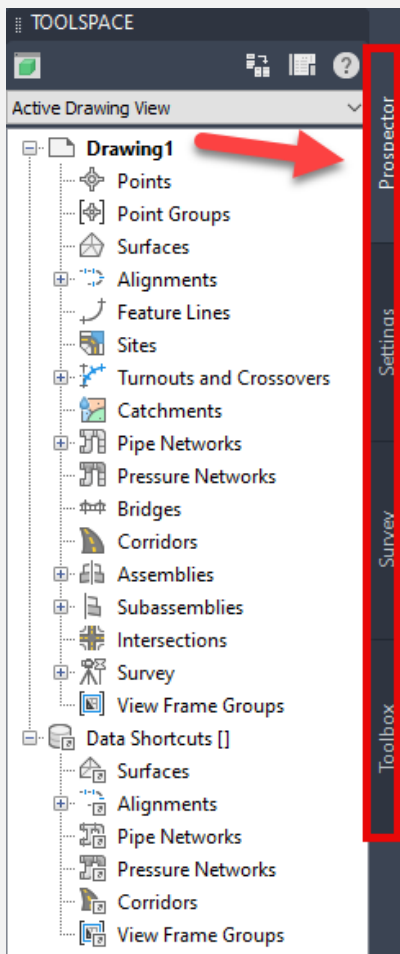 TOOLSPACE
?
Active Drawing View
Drawing1
Points
Point Groups
Surfaces
Alignments
Feature Lines
Sites
Turnouts and Crossovers
Catchments
Pipe Networks
Pressure Networks
Bridges
Corridors
Assemblies
Subassemblies
Intersections
Survey
View Frame Groups
Data Shortcuts []
Surfaces
Alignments
Pipe Networks
Pressure Networks
Corridors
View Frame Groups
Prospector
Settings
Survey
Toolbox